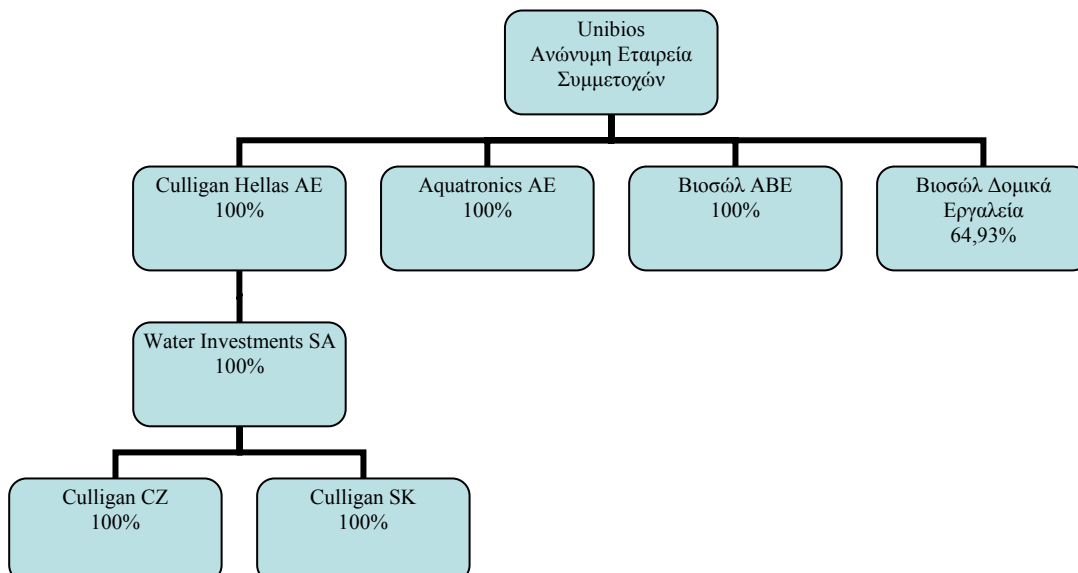 Unibios
Ανώνυμη Εταιρεία
Συμμετοχών
Culligan Hellas AE
100%
Aquatronics AE
100%
Βιοσώλ ΑΒΕ
100%
Βιοσώλ Δομικά
Εργαλεία
64,93%
Water Investments SA
100%
Culligan CZ
100%
Culligan SK
100%